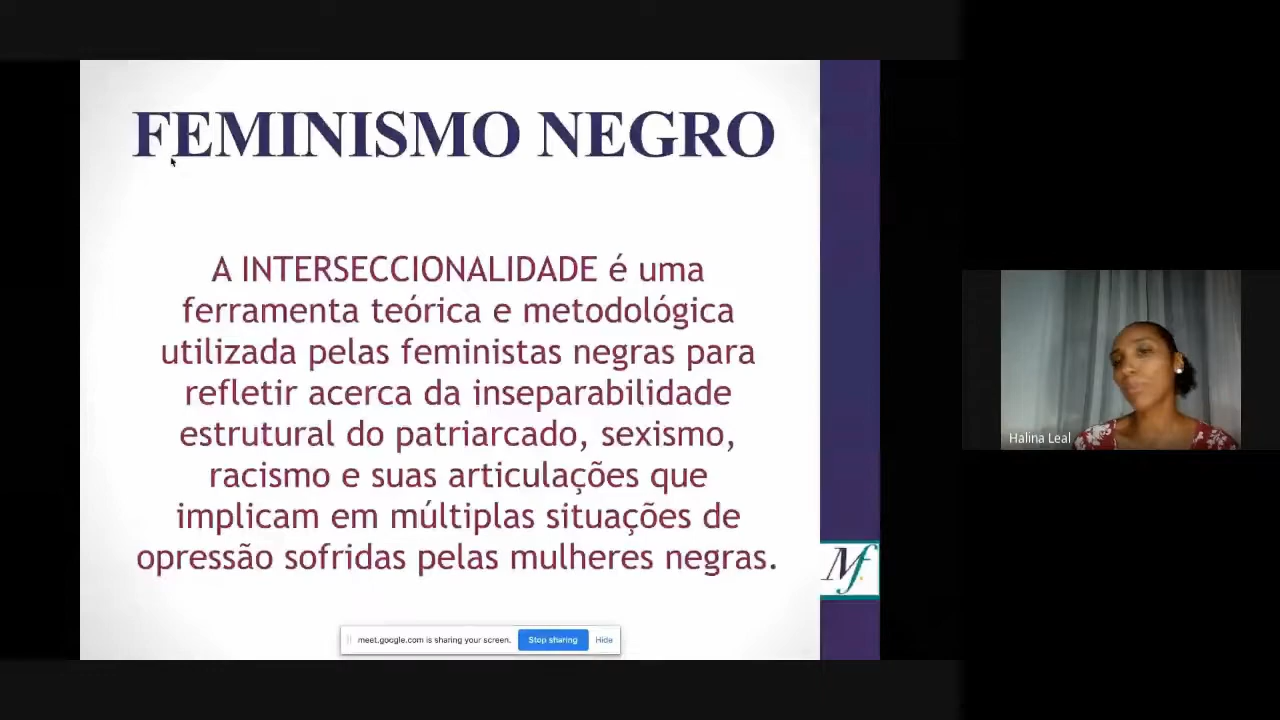 FEMINISMO NEGRO
A INTERSECCIONALIDADE é uma
ferramenta teórica e metodológica
utilizada pelas feministas negras para
refletir acerca da inseparabilidade
estrutural do patriarcado, sexismo,
racismo e suas articulações que
implicam em múltiplas situações de
opressão sofridas pelas mulheres negras.
Mf
meet.google.com is sharing your screen. Stop sharing Hide
Halina Leal